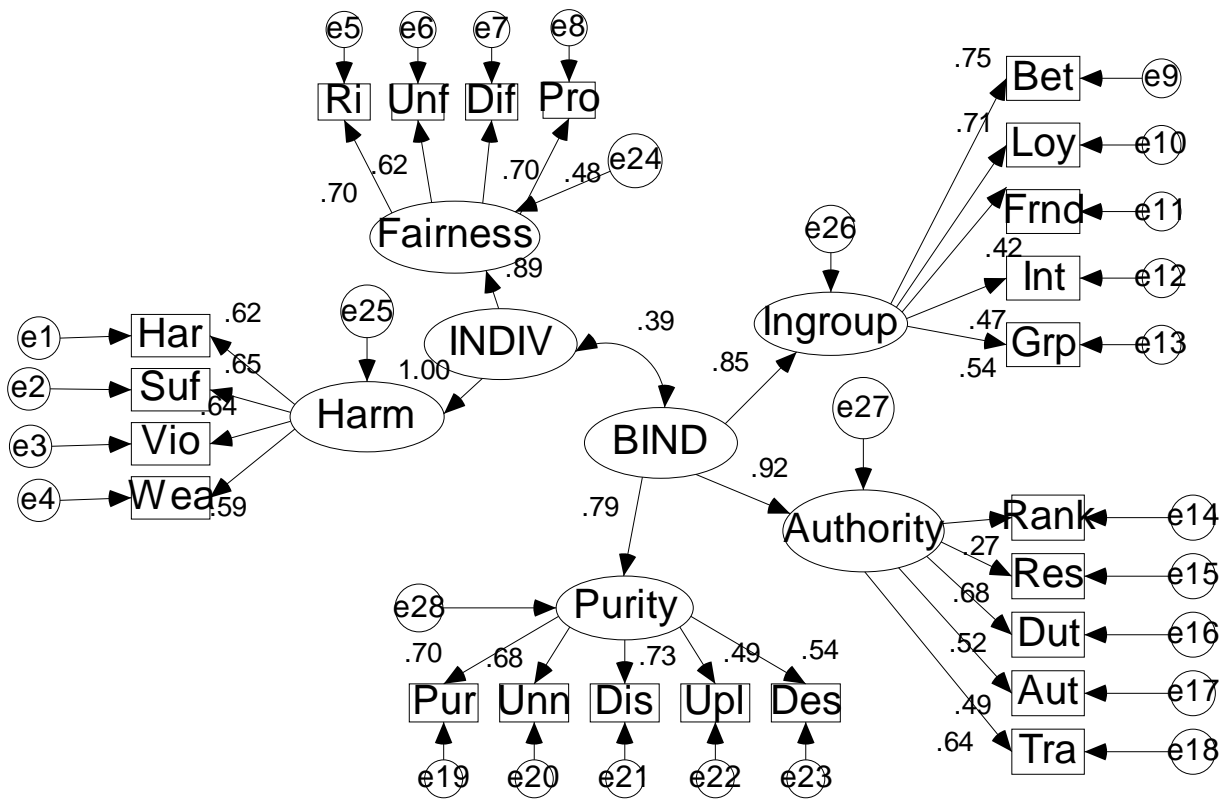 e5 e6 e7 e8
Ri Unf Dif Pro
.70 .62 .70 .48 e24
Fairness
.89
e25
INDIV
.39
1.00
e1 Har .62
e2 Suf .65
e3 Vio .64
e4 Wea .59
Harm
BIND
.85
.92
.79
e26
Ingroup
.75 Bet e9
.71 Loy e10
Frnd e11
.42 Int e12
.47 Grp e13
.54
e27
Authority
Rank e14
.27 Res e15
.68 Dut e16
.52 Aut e17
.49 Tra e18
.64
e28 Purity
.70 .68 .73 .49 .54
Pur Unn Dis Upl Des
e19 e20 e21 e22 e23